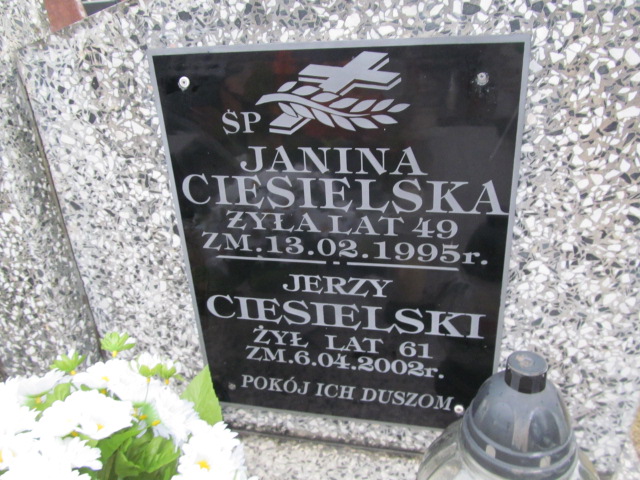 ŚP
JANINA
CIESIELSKA
ŻYŁA LAT 49
ZM.13.02.1995r.
JERZY
CIESIELSKI
ŻYŁ LAT 61
ZM.6.04.2002r.
POKÓJ ICH DUSZOM